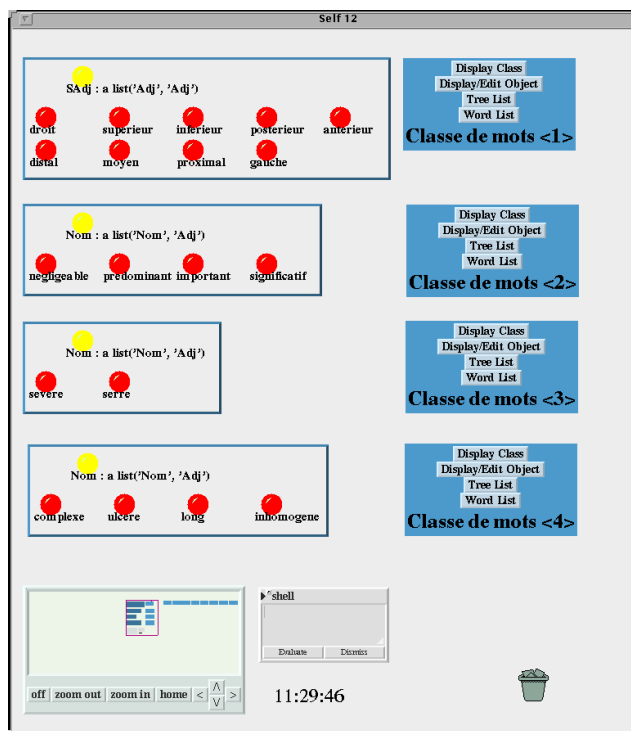 Self 12
SAdj : a list('Adj', 'Adj')
droit superieur inferieur posterieur anterieur
distal moyen proximal gauche
Display Class
Display/Edit Object
Tree List
Word List
Classe de mots <1>
Nom : a list('Nom', 'Adj')
negligeable predominant important significatif
Display Class
Display/Edit Object
Tree List
Word List
Classe de mots <2>
Nom : a list('Nom', 'Adj')
severe serre
Display Class
Display/Edit Object
Tree List
Word List
Classe de mots <3>
Nom : a list('Nom', 'Adj')
complexe ulcere long inhomogene
Display Class
Display/Edit Object
Tree List
Word List
Classe de mots <4>
off zoom out zoom in home < ^ v >
shell
Evaluate Dismiss
11:29:46